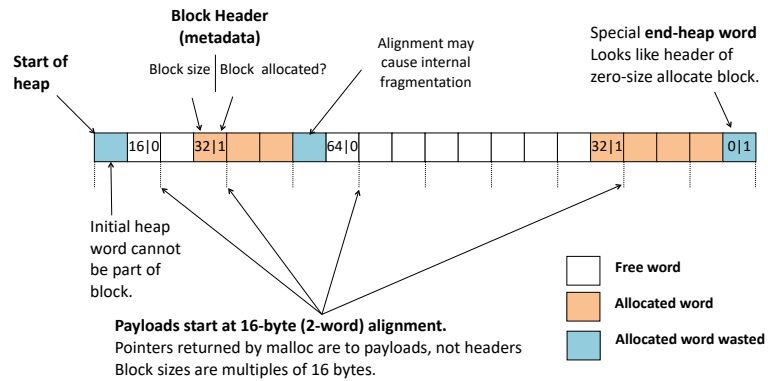 Block Header
(metadata)
Block size
Block allocated?
Start of
heap
Alignment may
cause internal
fragmentation
Special end-heap word
Looks like header of
zero-size allocate block.
16|0
32|1
64|0
32|1
0|1
Initial heap
word cannot
be part of
block.
Payloads start at 16-byte (2-word) alignment.
Pointers returned by malloc are to payloads, not headers
Block sizes are multiples of 16 bytes.
Free word
Allocated word
Allocated word wasted